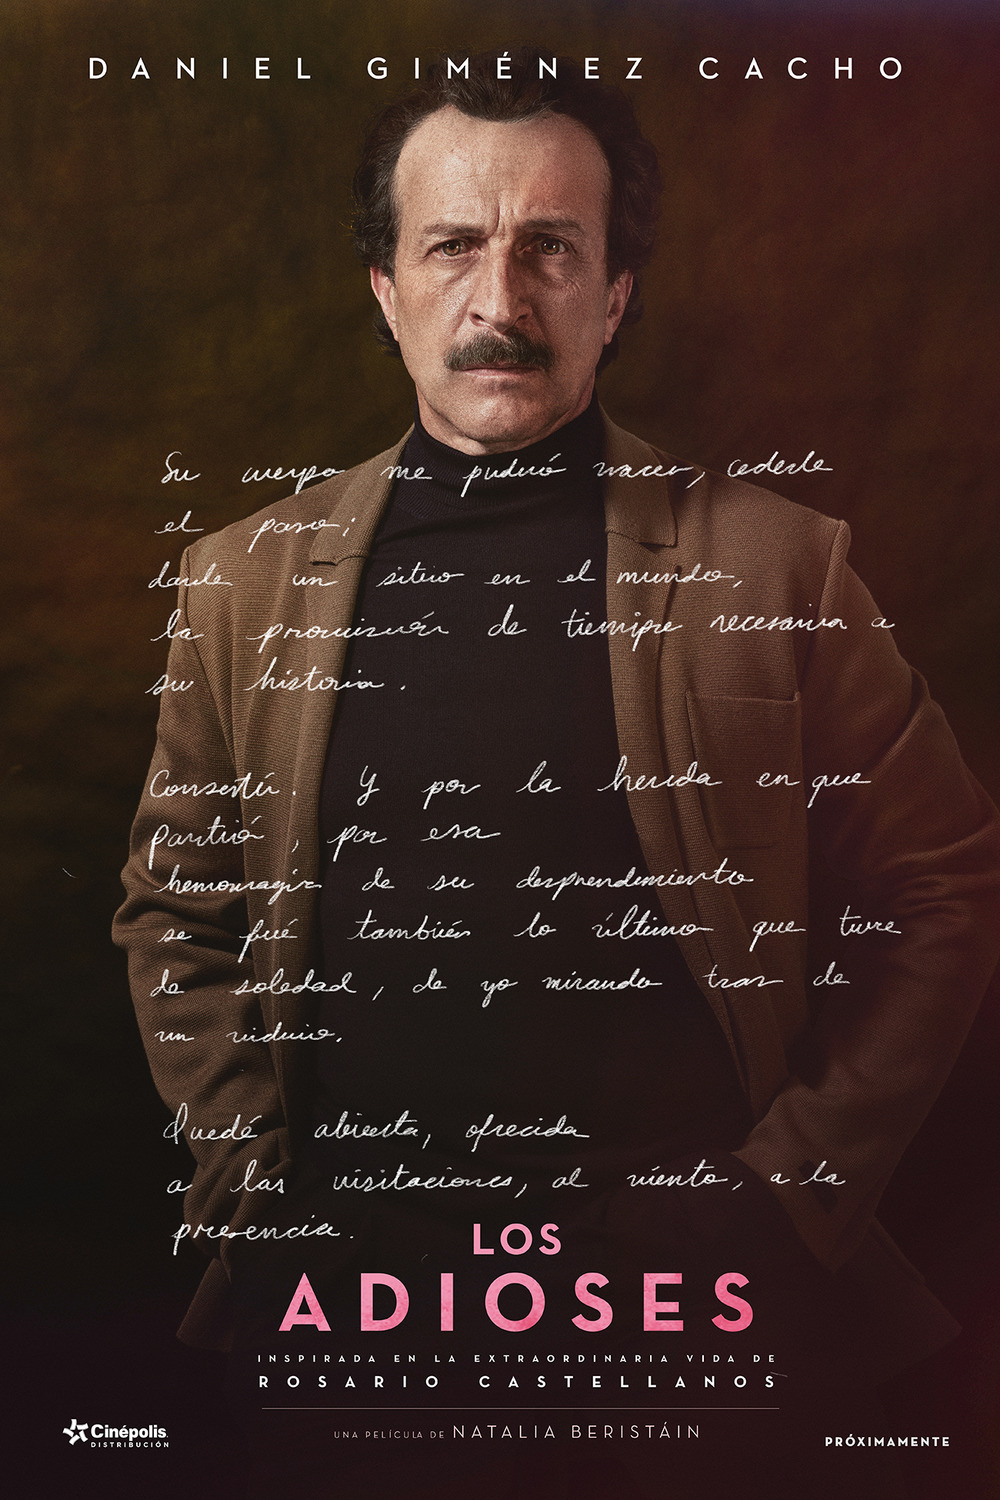 DANIEL GIMÉNEZ CACHO
Su cuerpo me pidió nacer, cederle
el paso;
darle un sitio en el mundo,
la provisión de tiempo necesaria a
su historia.
Consentí. Y por la herida en que
partió, por esa
hemorragia de su desprendimiento
se fué también lo último que tuve
de soledad, de yo mirando tras de
un vidrio.
Quedé abierta, ofrecida
a las visitaciones, al viento, a la
presencia.
LOS
ADIOSES
INSPIRADA EN LA EXTRAORDINARIA VIDA DE
ROSARIO CASTELLANOS
UNA PELÍCULA DE NATALIA BERISTÁIN
Cinépolis
DISTRIBUCIÓN
PRÓXIMAMENTE